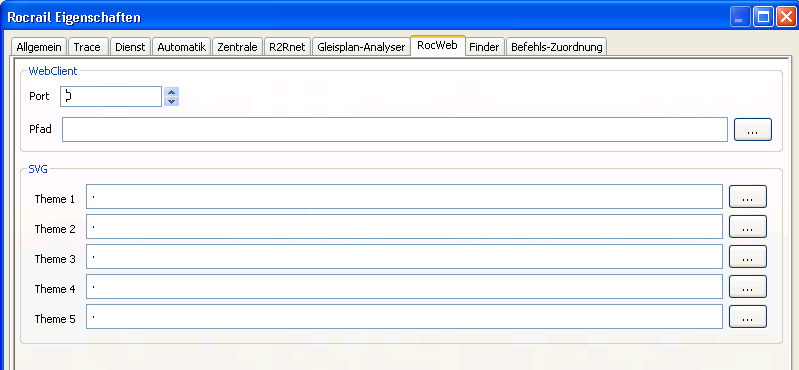 Rocrail Eigenschaften
Allgemein Trace Dienst Automatik Zentrale R2Rnet Gleisplan-Analyser RocWeb Finder Befehls-Zuordnung
WebClient
Port
Pfad ...
SVG
Theme 1 . ...
Theme 2 . ...
Theme 3 . ...
Theme 4 . ...
Theme 5 . ...